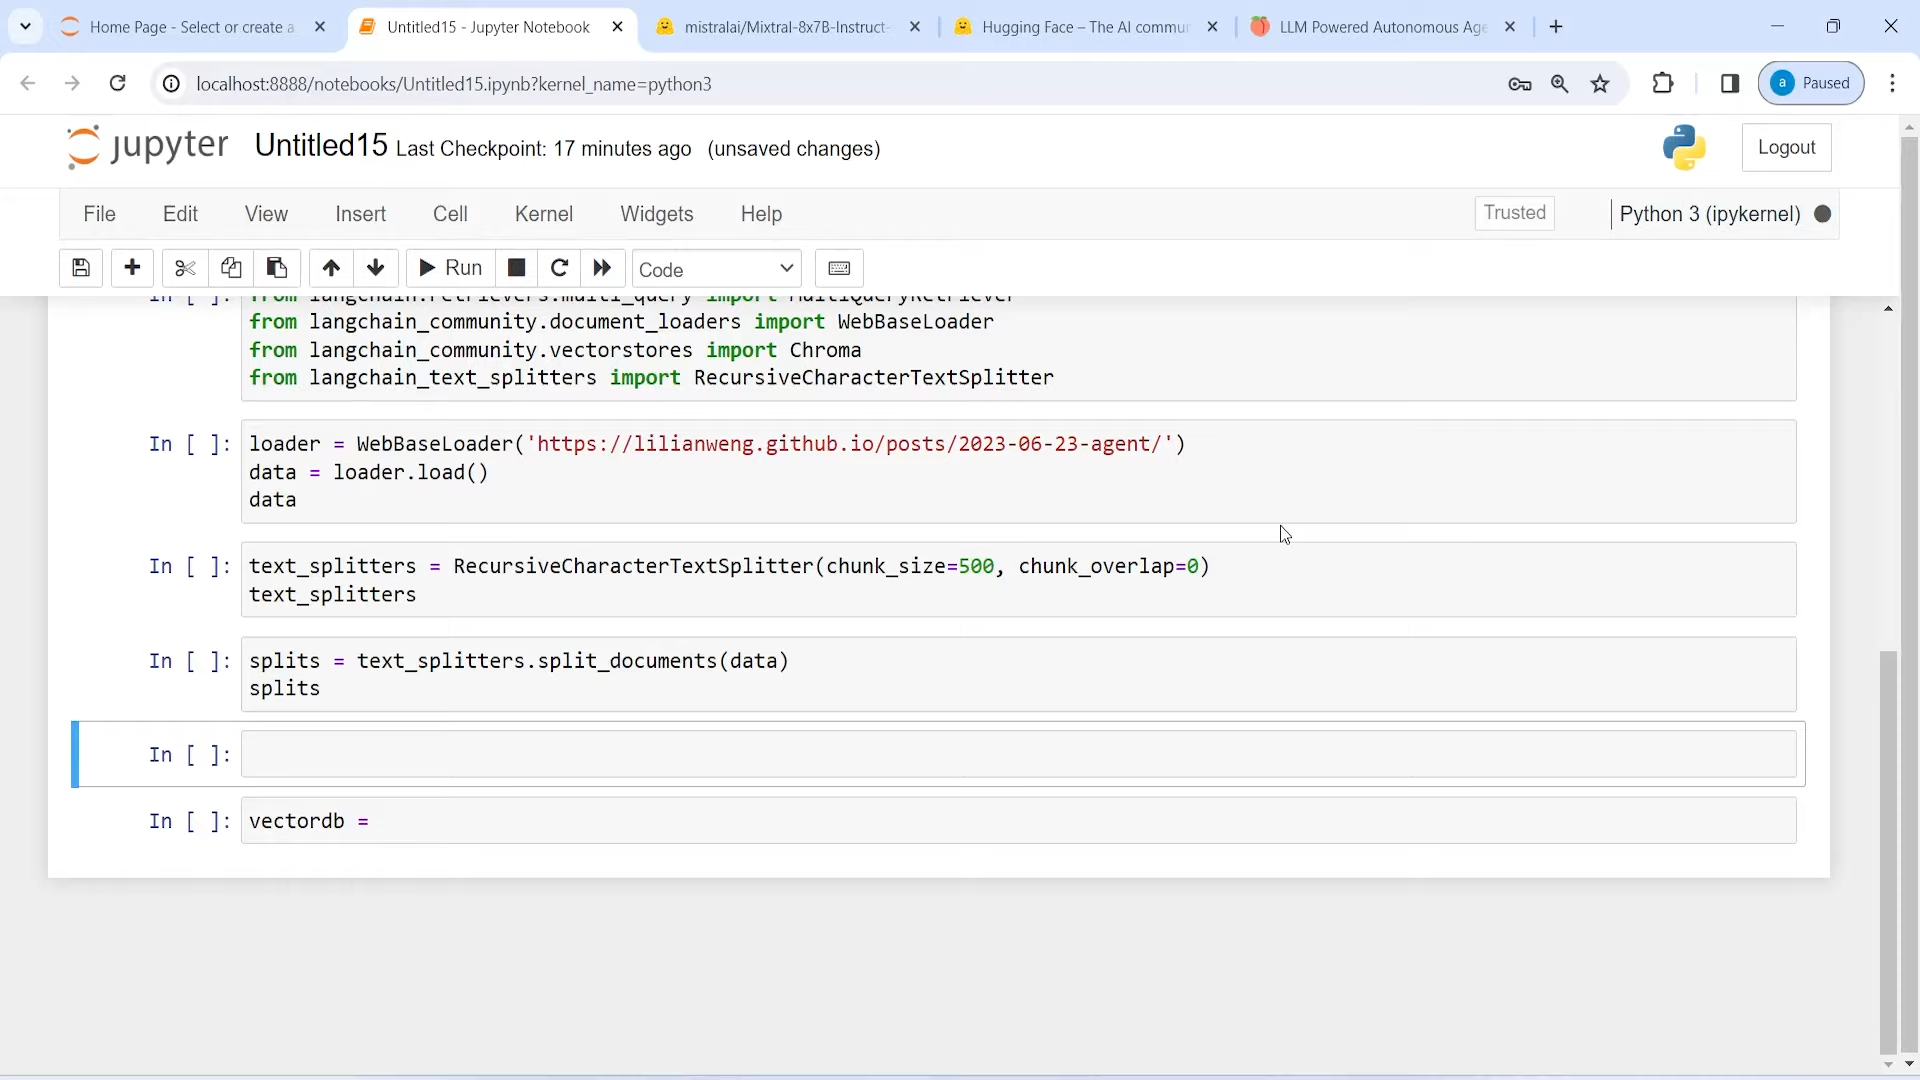 Home Page - Select or create a
Untitled15 - Jupyter Notebook
mistralai/Mixtral-8x7B-Instruct-
Hugging Face – The AI commu
LLM Powered Autonomous Age
localhost:8888/notebooks/Untitled15.ipynb?kernel_name=python3
a Paused
jupyter Untitled15 Last Checkpoint: 17 minutes ago (unsaved changes)
Logout
File Edit View Insert Cell Kernel Widgets Help
Trusted Python 3 (ipykernel)
Run Code
In [ ]: from langchain.retrievers.multi_query import MultiQueryRetriever
from langchain_community.document_loaders import WebBaseLoader
from langchain_community.vectorstores import Chroma
from langchain_text_splitters import RecursiveCharacterTextSplitter
In [ ]: loader = WebBaseLoader('https://lilianweng.github.io/posts/2023-06-23-agent/')
data = loader.load()
data
In [ ]: text_splitters = RecursiveCharacterTextSplitter(chunk_size=500, chunk_overlap=0)
text_splitters
In [ ]: splits = text_splitters.split_documents(data)
splits
In [ ]:
In [ ]: vectordb =